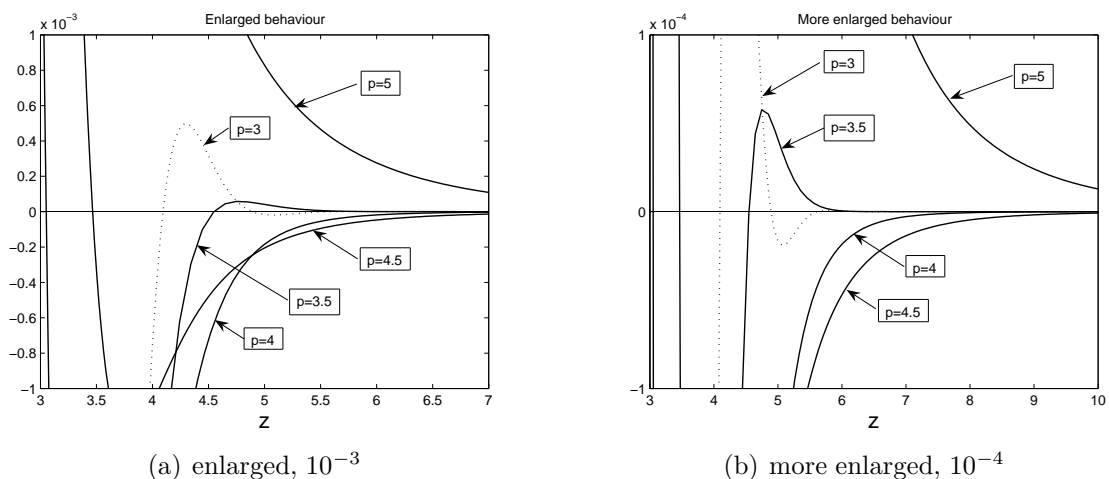 Enlarged behaviour
x 10^-3
1
0.8
0.6
0.4
0.2
0
−0.2
−0.4
−0.6
−0.8
−1
3
3.5
4
4.5
5
5.5
6
6.5
7
z
p=5
p=3
p=4.5
p=3.5
p=4
(a) enlarged, 10^-3
More enlarged behaviour
x 10^-4
1
0
−1
3
4
5
6
7
8
9
10
z
p=3
p=5
p=3.5
p=4
p=4.5
(b) more enlarged, 10^-4